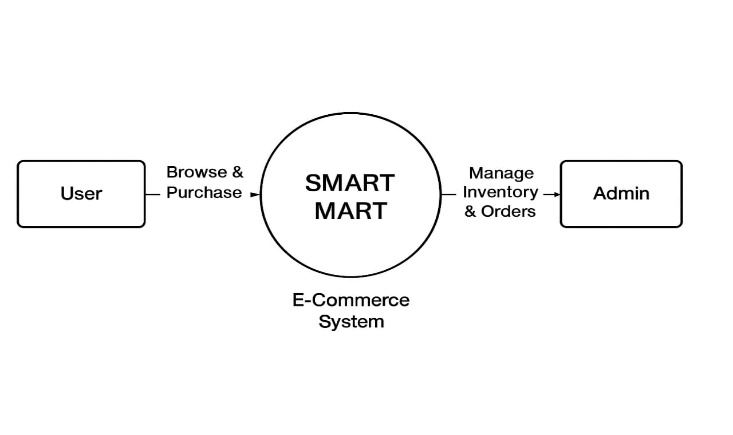 User
Browse &
Purchase
SMART
MART
Manage
Inventory
& Orders
Admin
E-Commerce
System